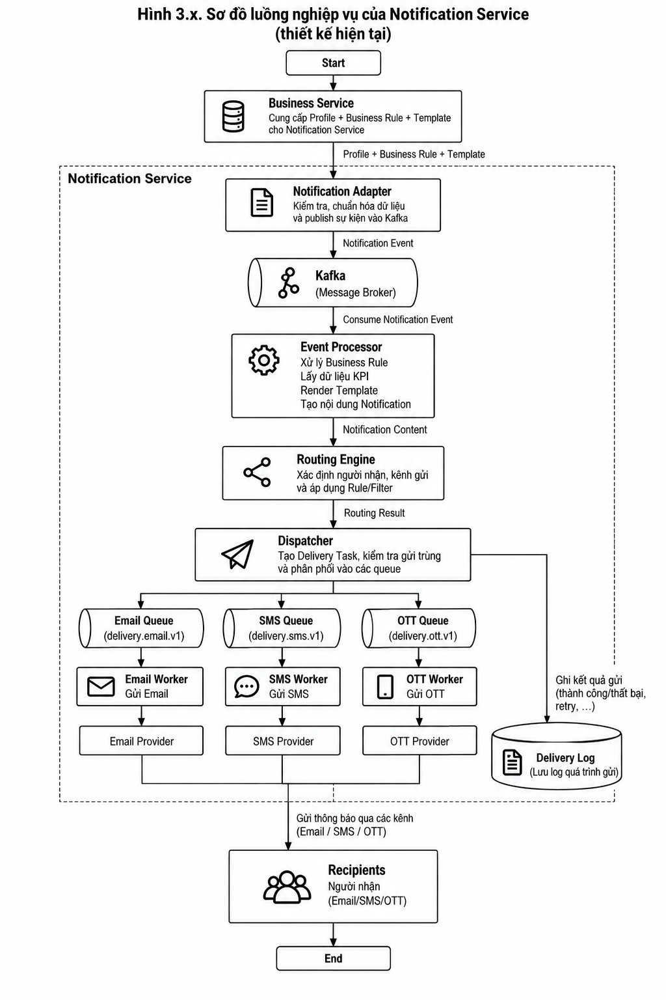 Hình 3.x. Sơ đồ luồng nghiệp vụ của Notification Service
(thiết kế hiện tại)
Start
Business Service
Cung cấp Profile + Business Rule + Template
cho Notification Service
Profile + Business Rule + Template
Notification Service
Notification Adapter
Kiểm tra, chuẩn hóa dữ liệu
và publish sự kiện vào Kafka
Notification Event
Kafka
(Message Broker)
Consume Notification Event
Event Processor
Xử lý Business Rule
Lấy dữ liệu KPI
Render Template
Tạo nội dung Notification
Notification Content
Routing Engine
Xác định người nhận, kênh gửi
và áp dụng Rule/Filter
Routing Result
Dispatcher
Tạo Delivery Task, kiểm tra gửi trùng
và phân phối vào các queue
Email Queue
(delivery.email.v1)
SMS Queue
(delivery.sms.v1)
OTT Queue
(delivery.ott.v1)
Email Worker
Gửi Email
SMS Worker
Gửi SMS
OTT Worker
Gửi OTT
Ghi kết quả gửi
(thành công/thất bại,
retry, ...)
Email Provider
SMS Provider
OTT Provider
Delivery Log
(Lưu log quá trình gửi)
Gửi thông báo qua các kênh
(Email / SMS / OTT)
Recipients
Người nhận
(Email/SMS/OTT)
End